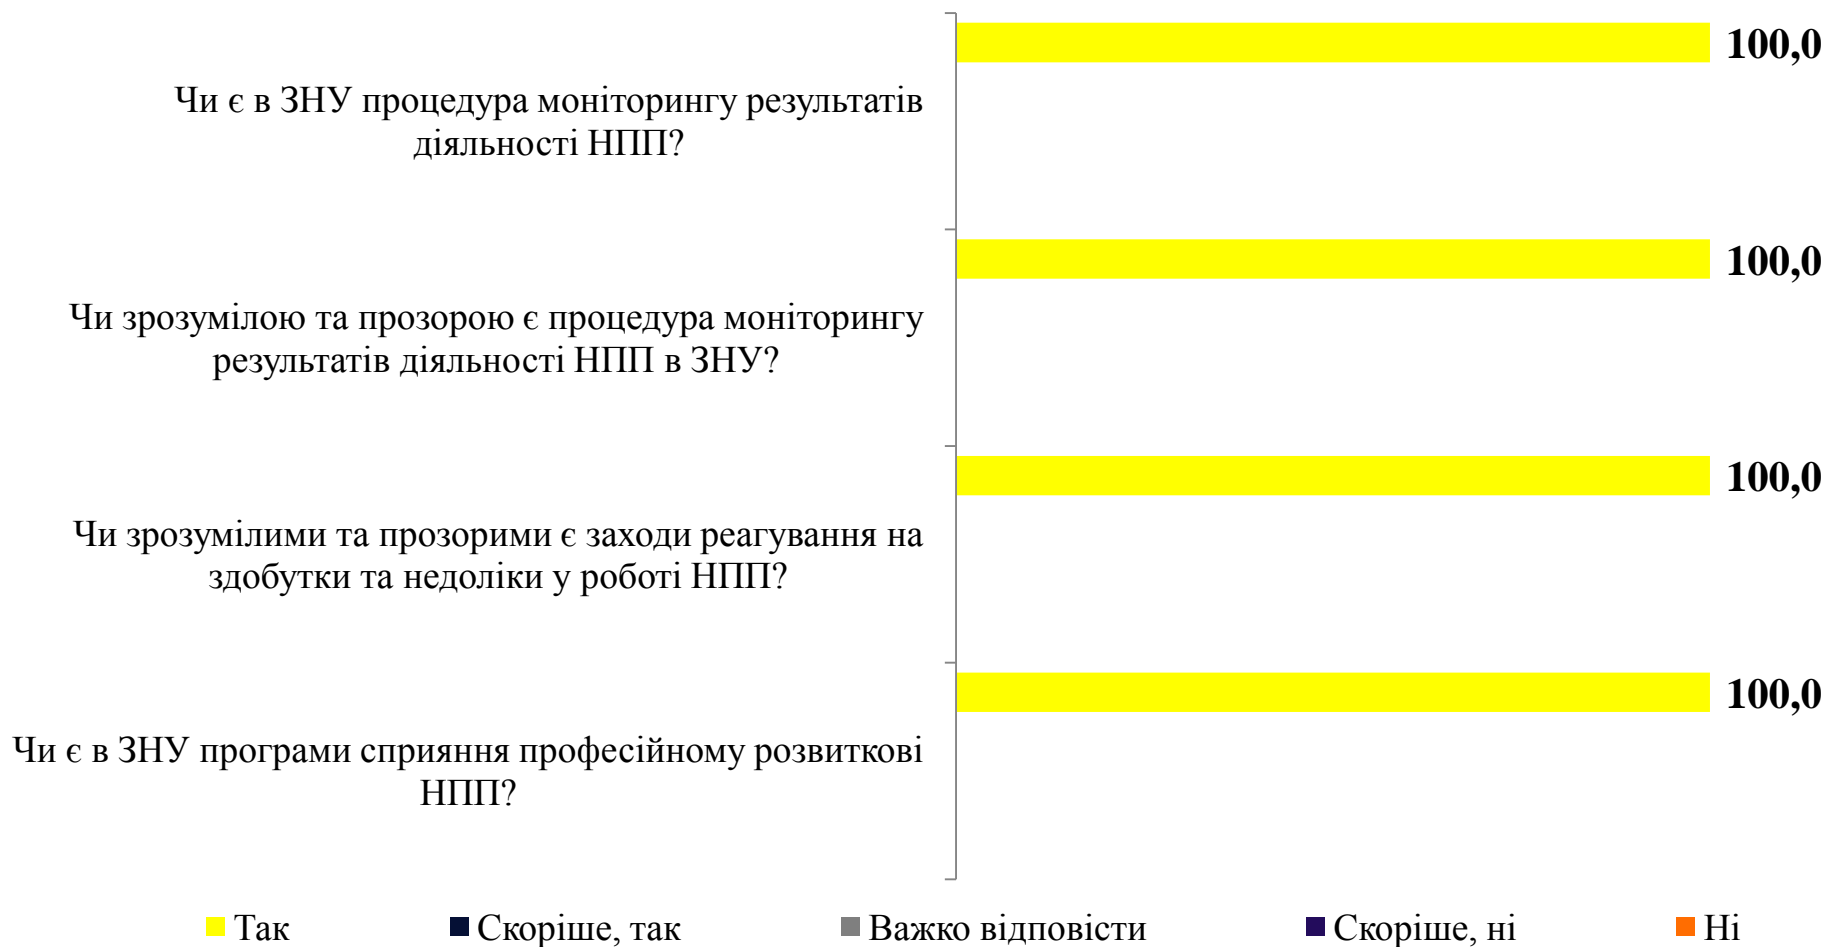 100,0
Чи є в ЗНУ процедура моніторингу результатів
діяльності НПП?
100,0
Чи зрозумілою та прозорою є процедура моніторингу
результатів діяльності НПП в ЗНУ?
100,0
Чи зрозумілими та прозорими є заходи реагування на
здобутки та недоліки у роботі НПП?
100,0
Чи є в ЗНУ програми сприяння професійному розвиткові
НПП?
Так Скоріше, так Важко відповісти Скоріше, ні Ні